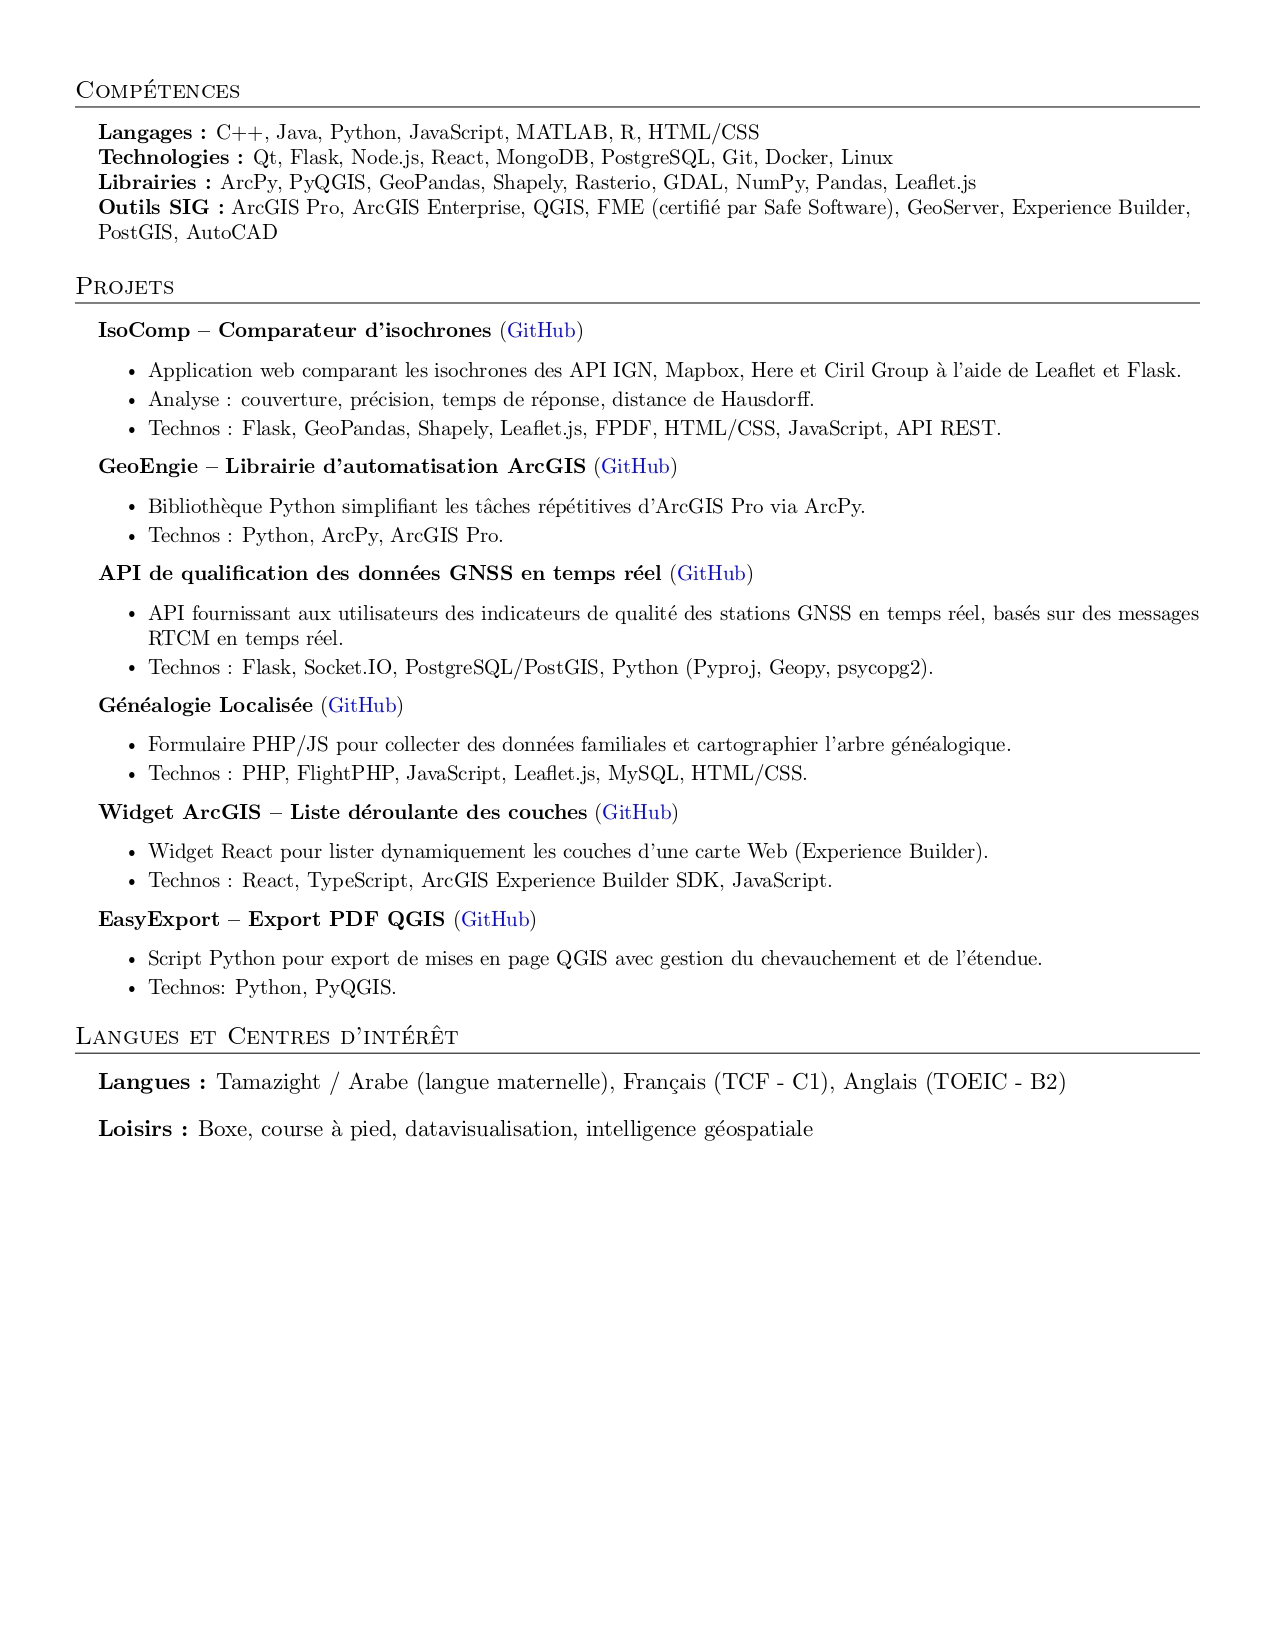 Compétences
Langages : C++, Java, Python, JavaScript, MATLAB, R, HTML/CSS
Technologies : Qt, Flask, Node.js, React, MongoDB, PostgreSQL, Git, Docker, Linux
Librairies : ArcPy, PyQGIS, GeoPandas, Shapely, Rasterio, GDAL, NumPy, Pandas, Leaflet.js
Outils SIG : ArcGIS Pro, ArcGIS Enterprise, QGIS, FME (certifié par Safe Software), GeoServer, Experience Builder,
PostGIS, AutoCAD
Projets
IsoComp – Comparateur d'isochrones (GitHub)
• Application web comparant les isochrones des API IGN, Mapbox, Here et Ciril Group à l'aide de Leaflet et Flask.
• Analyse : couverture, précision, temps de réponse, distance de Hausdorff.
• Technos : Flask, GeoPandas, Shapely, Leaflet.js, FPDF, HTML/CSS, JavaScript, API REST.
GeoEngie – Librairie d'automatisation ArcGIS (GitHub)
• Bibliothèque Python simplifiant les tâches répétitives d'ArcGIS Pro via ArcPy.
• Technos : Python, ArcPy, ArcGIS Pro.
API de qualification des données GNSS en temps réel (GitHub)
• API fournissant aux utilisateurs des indicateurs de qualité des stations GNSS en temps réel, basés sur des messages
RTCM en temps réel.
• Technos : Flask, Socket.IO, PostgreSQL/PostGIS, Python (Pyproj, Geopy, psycopg2).
Généalogie Localisée (GitHub)
• Formulaire PHP/JS pour collecter des données familiales et cartographier l'arbre généalogique.
• Technos : PHP, FlightPHP, JavaScript, Leaflet.js, MySQL, HTML/CSS.
Widget ArcGIS – Liste déroulante des couches (GitHub)
• Widget React pour lister dynamiquement les couches d'une carte Web (Experience Builder).
• Technos : React, TypeScript, ArcGIS Experience Builder SDK, JavaScript.
EasyExport – Export PDF QGIS (GitHub)
• Script Python pour export de mises en page QGIS avec gestion du chevauchement et de l'étendue.
• Technos: Python, PyQGIS.
Langues et Centres d'intérêt
Langues : Tamazight / Arabe (langue maternelle), Français (TCF - C1), Anglais (TOEIC - B2)
Loisirs : Boxe, course à pied, datavisualisation, intelligence géospatiale